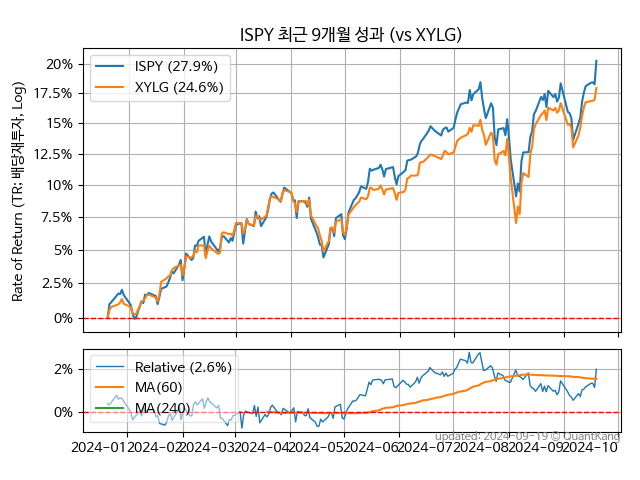 ISPY 최근 9개월 성과 (vs XYLG)
Rate of Return (TR: 배당재투자, Log)
20%
17.5%
15%
12.5%
10%
7.5%
5%
2.5%
0%
ISPY (27.9%)
XYLG (24.6%)
2%
0%
Relative (2.6%)
MA(60)
MA(240)
2024-01
2024-02
2024-03
2024-04
2024-05
2024-06
2024-07
2024-08
2024-09
2024-10
updated: 2024-09-19 © QuantKang